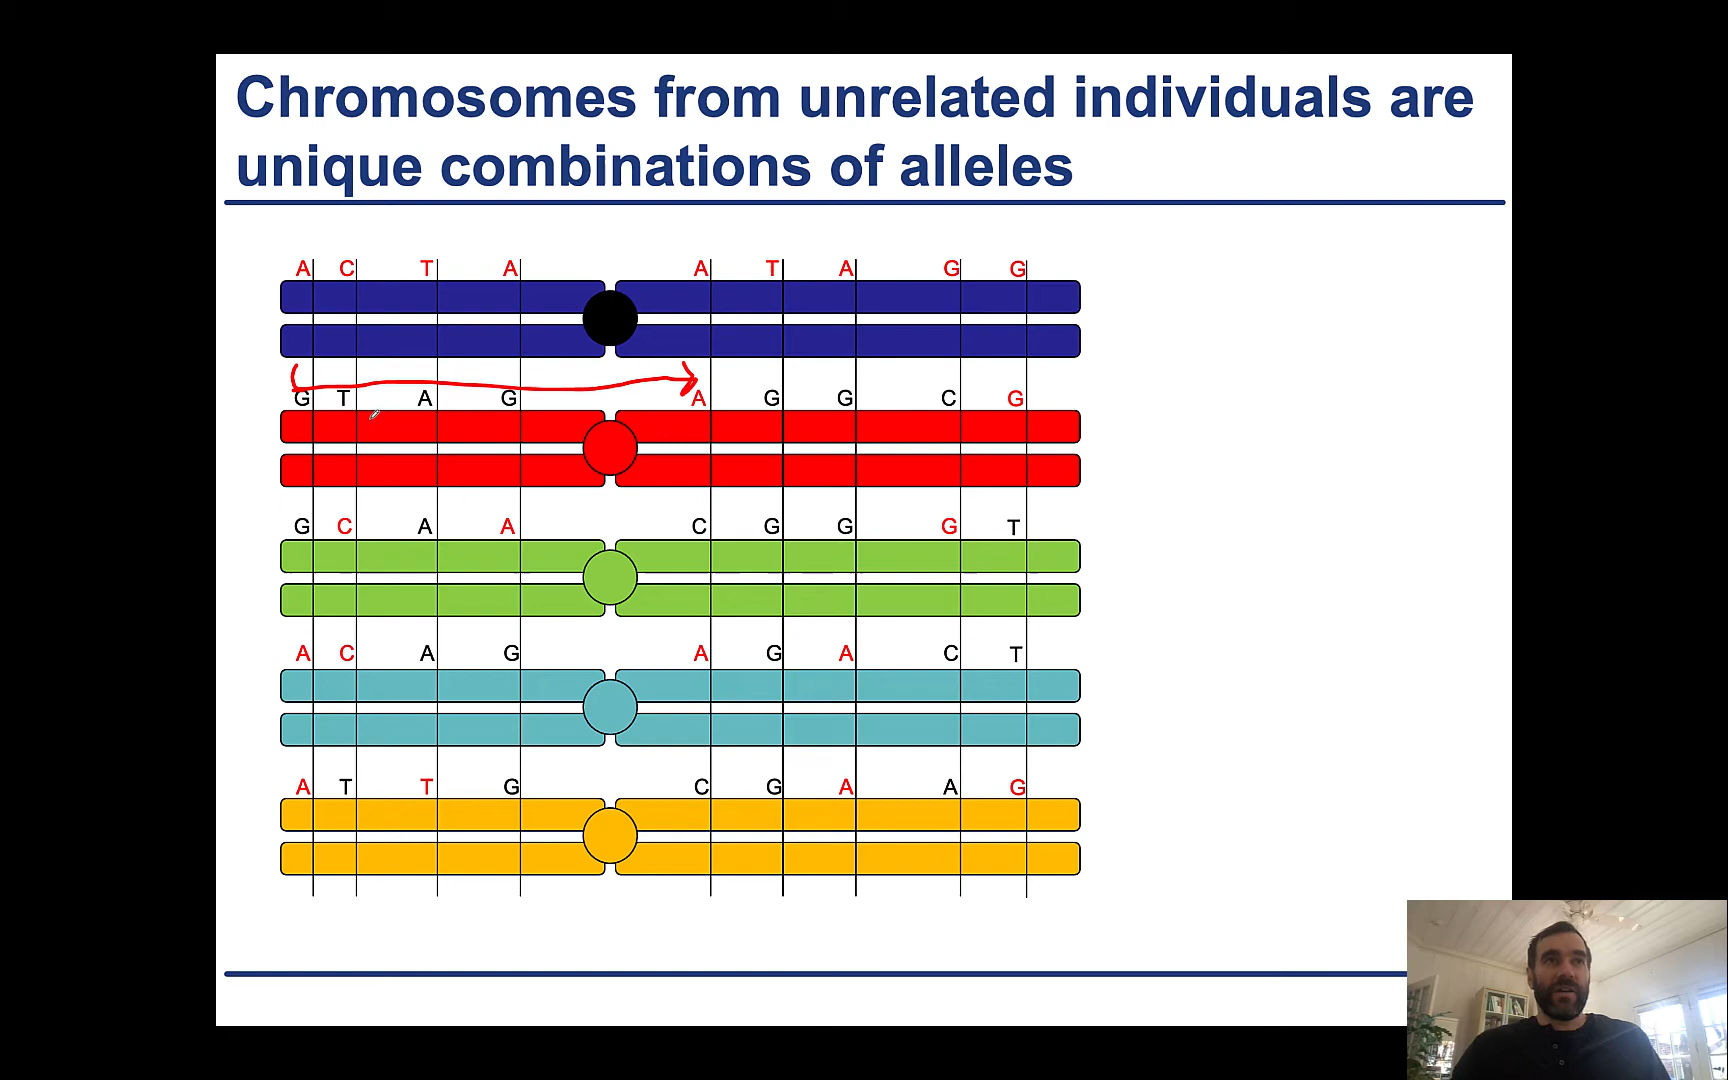 Chromosomes from unrelated individuals are
unique combinations of alleles
A C T A A T A G G
G T A G A G G C G
G C A A C G G G T
A C A G A G A C T
A T T G C G A A G